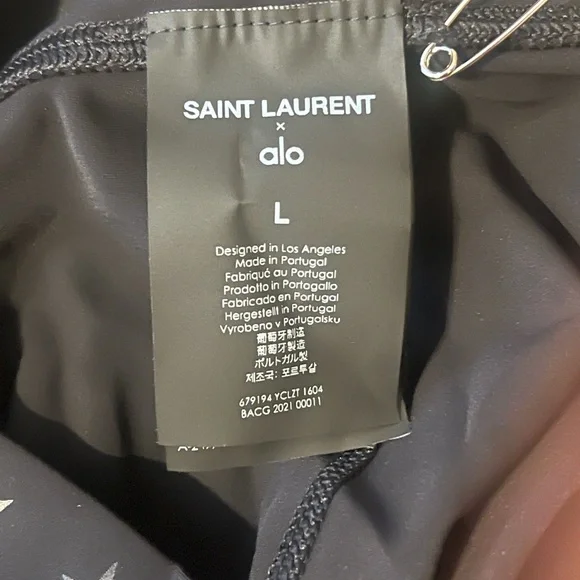 SAINT LAURENT
×
alo
L
Designed in Los Angeles
Made in Portugal
Fabriqué au Portugal
Prodotto in Portogallo
Fabricado en Portugal
Hergestellt in Portugal
Vyrobeno v Portugalsku
葡萄牙制造
葡萄牙製造
ポルトガル製
제조국: 포르투갈
679194 YCLZT 1604
BACG 2021 00011